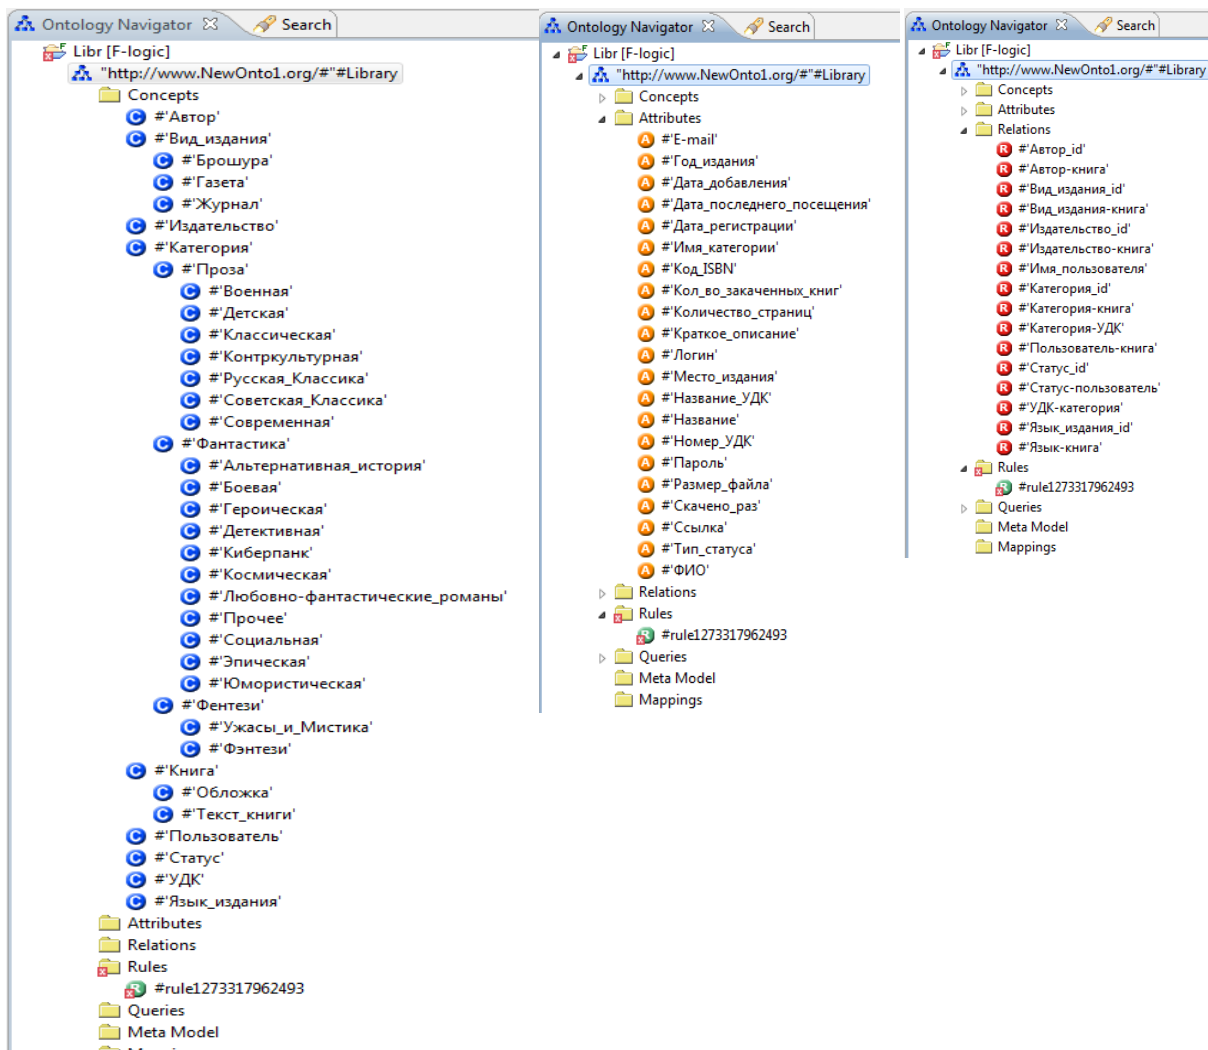 Ontology Navigator
Search
Libr [F-logic]
"http://www.NewOnto1.org/#"#Library
Concepts
#'Автор'
#'Вид_издания'
#'Брошура'
#'Газета'
#'Журнал'
#'Издательство'
#'Категория'
#'Проза'
#'Военная'
#'Детская'
#'Классическая'
#'Контркультурная'
#'Русская_Классика'
#'Советская_Классика'
#'Современная'
#'Фантастика'
#'Альтернативная_история'
#'Боевая'
#'Героическая'
#'Детективная'
#'Киберпанк'
#'Космическая'
#'Любовно-фантастические_романы'
#'Прочее'
#'Социальная'
#'Эпическая'
#'Юмористическая'
#'Фентези'
#'Ужасы_и_Мистика'
#'Фэнтези'
#'Книга'
#'Обложка'
#'Текст_книги'
#'Пользователь'
#'Статус'
#'УДК'
#'Язык_издания'
Attributes
Relations
Rules
#rule1273317962493
Queries
Meta Model
Ontology Navigator
Search
Libr [F-logic]
"http://www.NewOnto1.org/#"#Library
Concepts
Attributes
#'E-mail'
#'Год_издания'
#'Дата_добавления'
#'Дата_последнего_посещения'
#'Дата_регистрации'
#'Имя_категории'
#'Код_ISBN'
#'Кол_во_закаченных_книг'
#'Количество_страниц'
#'Краткое_описание'
#'Логин'
#'Место_издания'
#'Название_УДК'
#'Название'
#'Номер_УДК'
#'Пароль'
#'Размер_файла'
#'Скачено_раз'
#'Ссылка'
#'Тип_статуса'
#'ФИО'
Relations
Rules
#rule1273317962493
Queries
Meta Model
Mappings
Ontology Navigator
Search
Libr [F-logic]
"http://www.NewOnto1.org/#"#Library
Concepts
Attributes
Relations
#'Автор_id'
#'Автор-книга'
#'Вид_издания_id'
#'Вид_издания-книга'
#'Издательство_id'
#'Издательство-книга'
#'Имя_пользователя'
#'Категория_id'
#'Категория-книга'
#'Категория-УДК'
#'Пользователь-книга'
#'Статус_id'
#'Статус-пользователь'
#'УДК-категория'
#'Язык_издания_id'
#'Язык-книга'
Rules
#rule1273317962493
Queries
Meta Model
Mappings